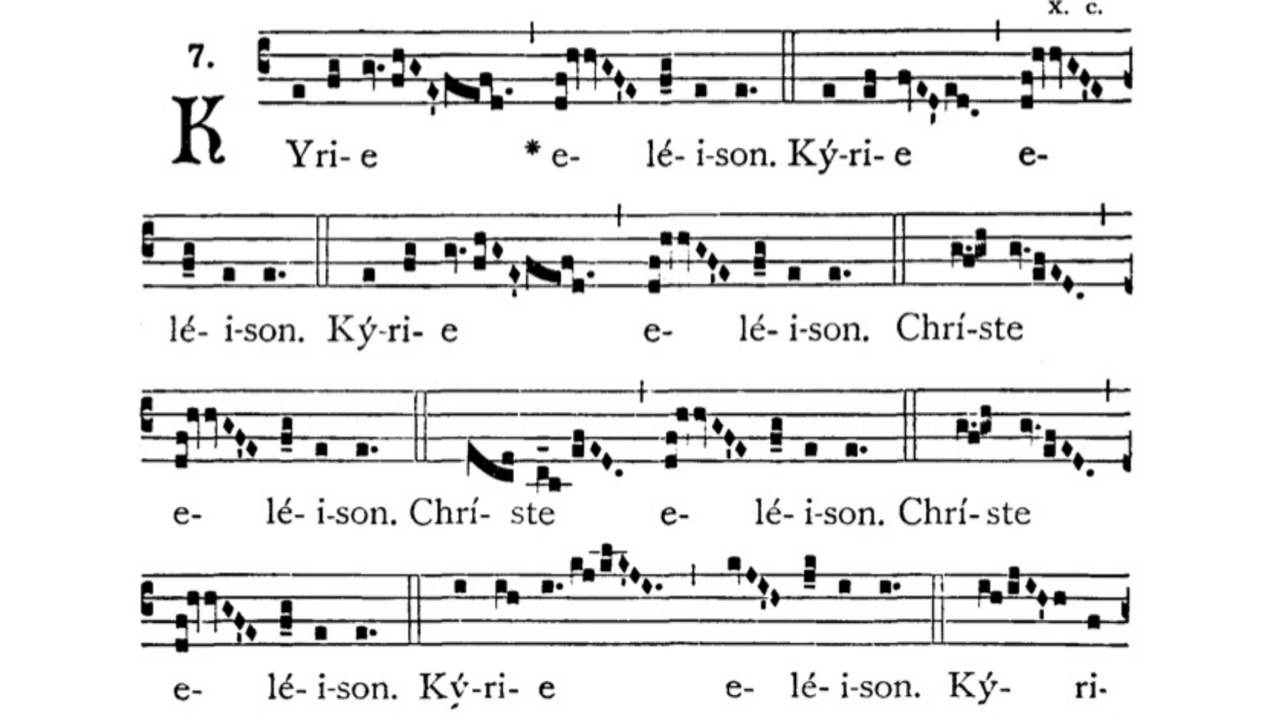 x. c.
7.
KYri- e * e- lé- i-son. Ký-ri- e e-
lé- i-son. Ký-ri- e e- lé- i-son. Chrí-ste
e- lé- i-son. Chrí- ste e- lé- i-son. Chrí- ste
e- lé- i-son. Ký-ri- e e- lé- i-son. Ký- ri-